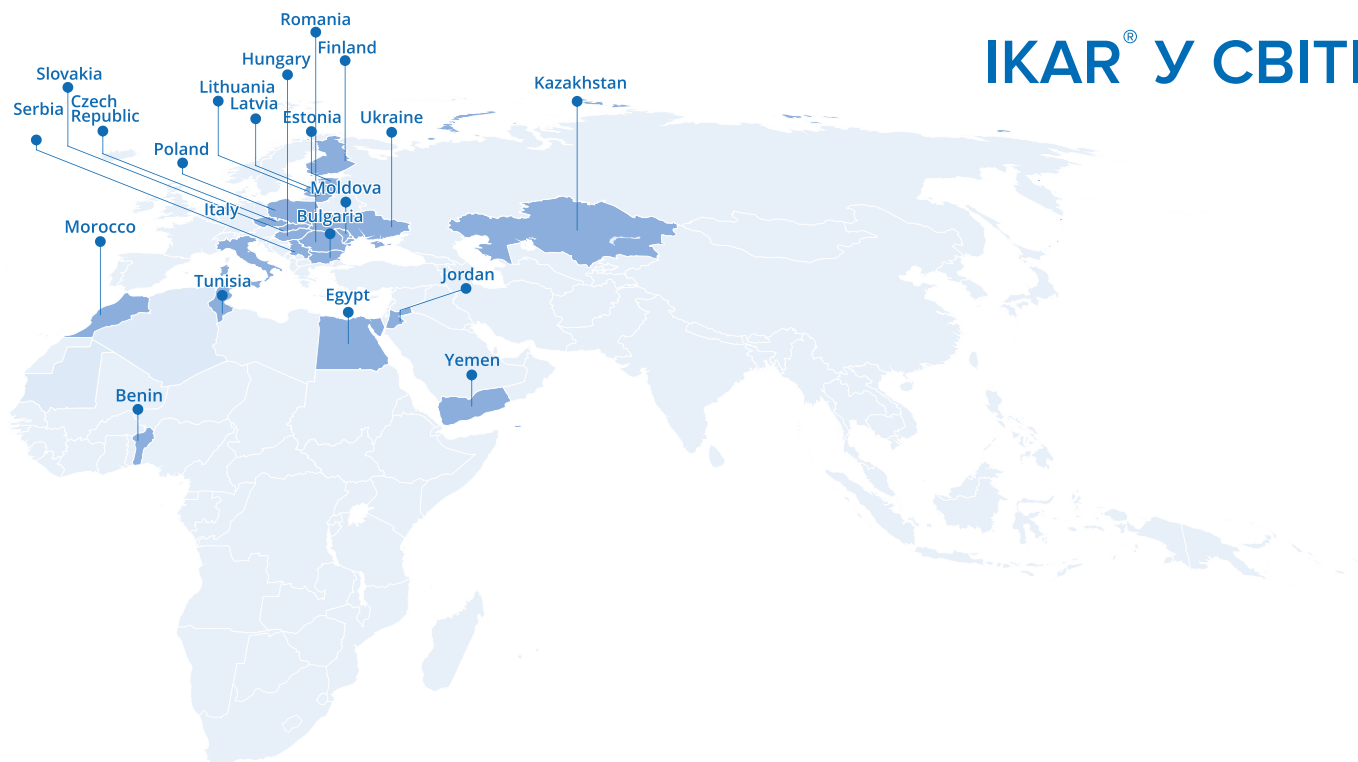 IKAR® У СВІТІ
Romania
Finland
Hungary
Slovakia
Lithuania
Kazakhstan
Serbia
Czech
Republic
Latvia
Estonia
Ukraine
Poland
Moldova
Italy
Bulgaria
Morocco
Tunisia
Jordan
Egypt
Yemen
Benin